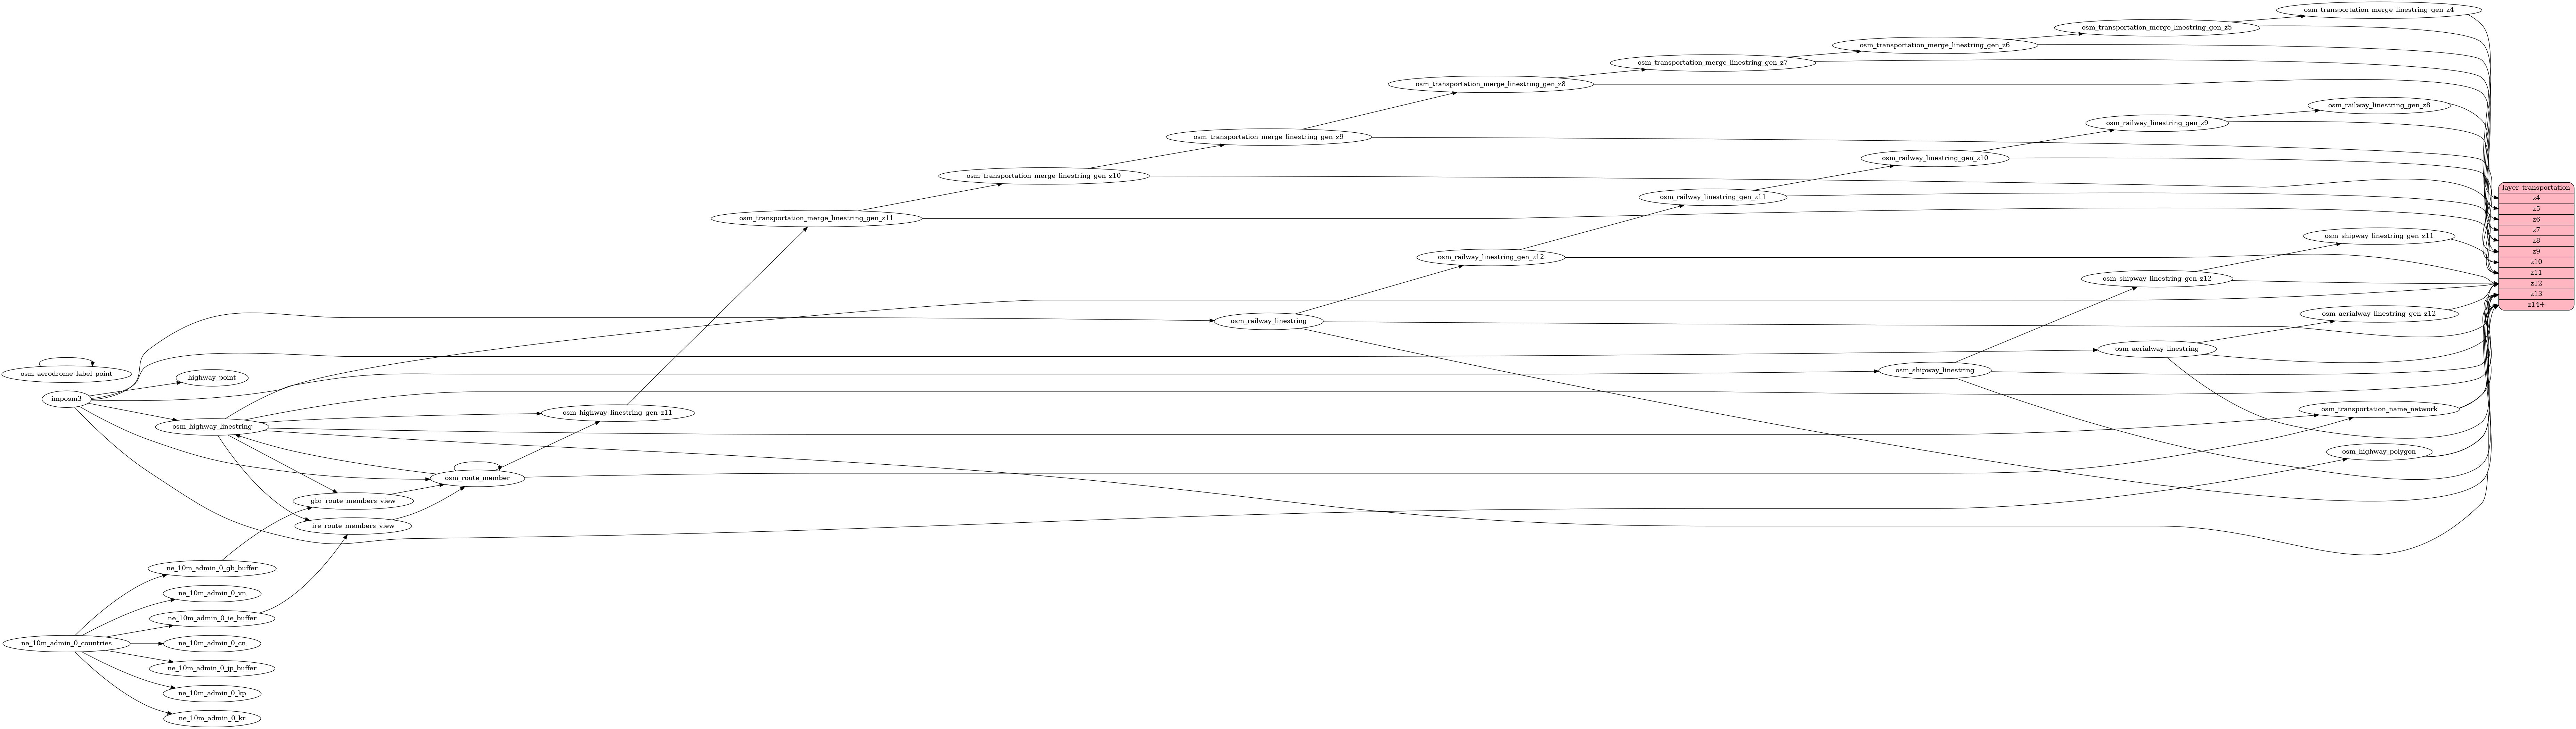 osm_transportation_merge_linestring_gen_z4
osm_transportation_merge_linestring_gen_z5
osm_transportation_merge_linestring_gen_z6
osm_transportation_merge_linestring_gen_z7
osm_transportation_merge_linestring_gen_z8
osm_railway_linestring_gen_z8
osm_railway_linestring_gen_z9
osm_transportation_merge_linestring_gen_z9
osm_railway_linestring_gen_z10
osm_transportation_merge_linestring_gen_z10
layer_transportation
z4
z5
z6
z7
z8
z9
z10
z11
z12
z13
z14+
osm_railway_linestring_gen_z11
osm_transportation_merge_linestring_gen_z11
osm_shipway_linestring_gen_z11
osm_railway_linestring_gen_z12
osm_shipway_linestring_gen_z12
osm_aerialway_linestring_gen_z12
osm_railway_linestring
osm_aerialway_linestring
osm_shipway_linestring
osm_aerodrome_label_point
highway_point
imposm3
osm_transportation_name_network
osm_highway_linestring_gen_z11
osm_highway_linestring
osm_highway_polygon
osm_route_member
gbr_route_members_view
ire_route_members_view
ne_10m_admin_0_gb_buffer
ne_10m_admin_0_vn
ne_10m_admin_0_ie_buffer
ne_10m_admin_0_countries
ne_10m_admin_0_cn
ne_10m_admin_0_jp_buffer
ne_10m_admin_0_kp
ne_10m_admin_0_kr